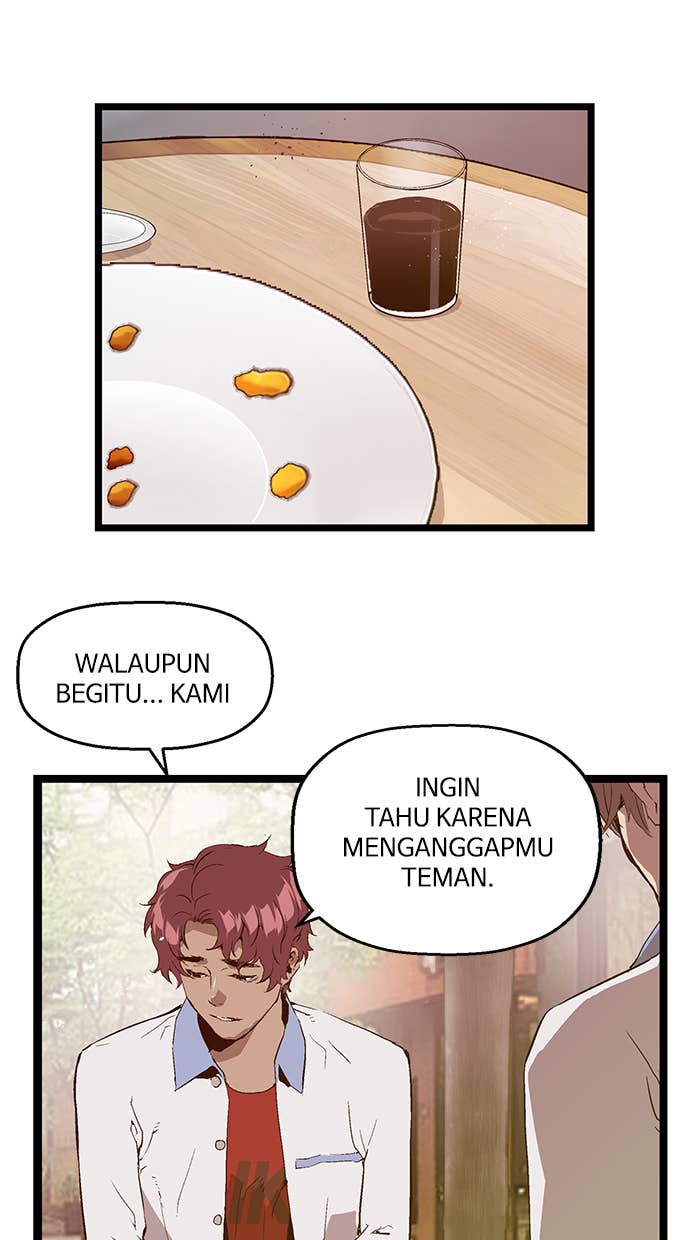 WALAUPUN
BEGITU... KAMI
INGIN
TAHU KARENA
MENGANGGAPMU
TEMAN.